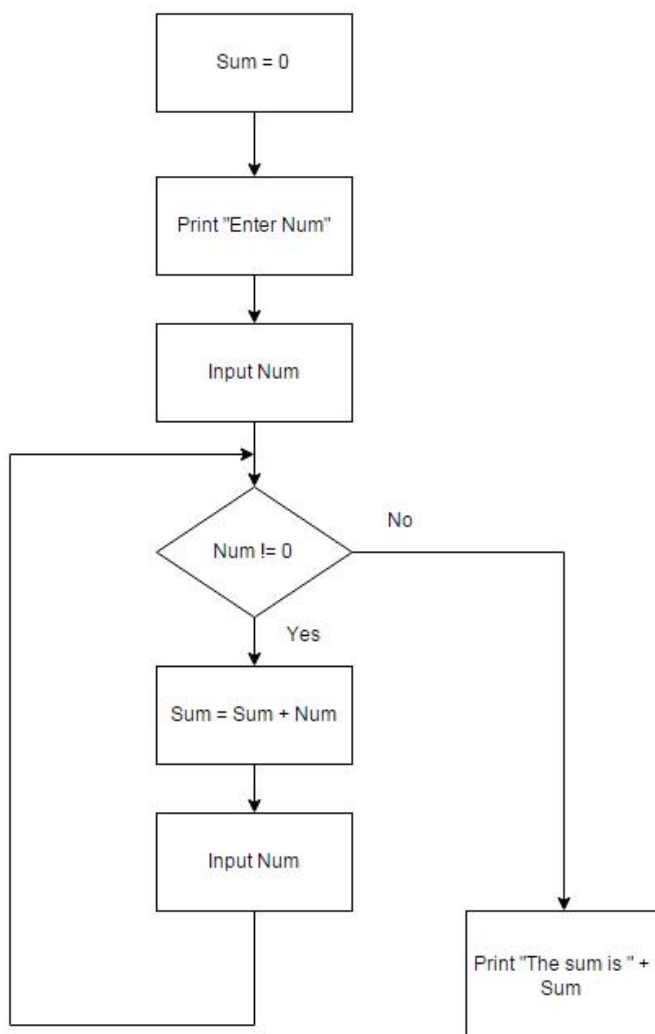 Sum = 0
Print "Enter Num"
Input Num
Num != 0
No
Yes
Sum = Sum + Num
Input Num
Print "The sum is " +
Sum